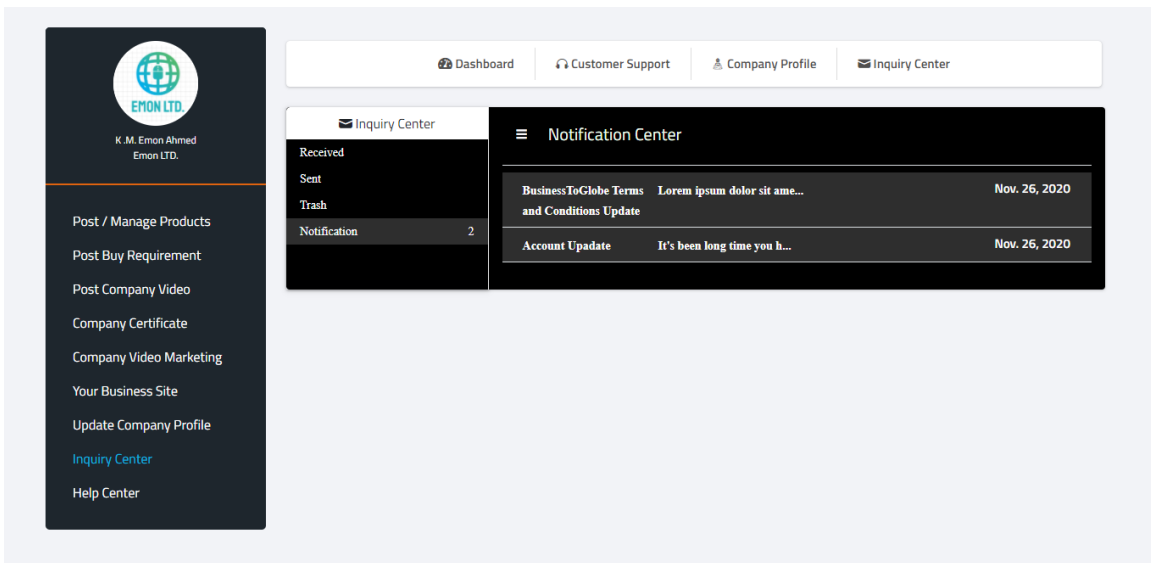 EMON LTD.
K .M. Emon Ahmed
Emon LTD.
Post / Manage Products
Post Buy Requirement
Post Company Video
Company Certificate
Company Video Marketing
Your Business Site
Update Company Profile
Inquiry Center
Help Center
Dashboard Customer Support Company Profile Inquiry Center
Inquiry Center
Received
Sent
Trash
Notification 2
Notification Center
BusinessToGlobe Terms Lorem ipsum dolor sit ame... Nov. 26, 2020
and Conditions Update
Account Upadate It's been long time you h... Nov. 26, 2020